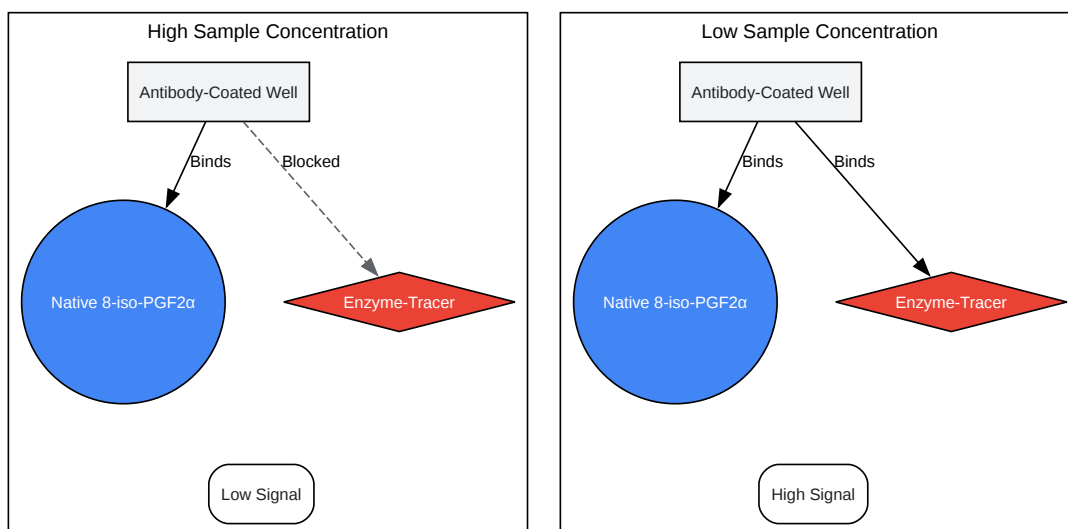 High Sample Concentration
Antibody-Coated Well
Binds
Blocked
Native 8-iso-PGF2α
Enzyme-Tracer
Low Signal
Low Sample Concentration
Antibody-Coated Well
Binds
Binds
Native 8-iso-PGF2α
Enzyme-Tracer
High Signal